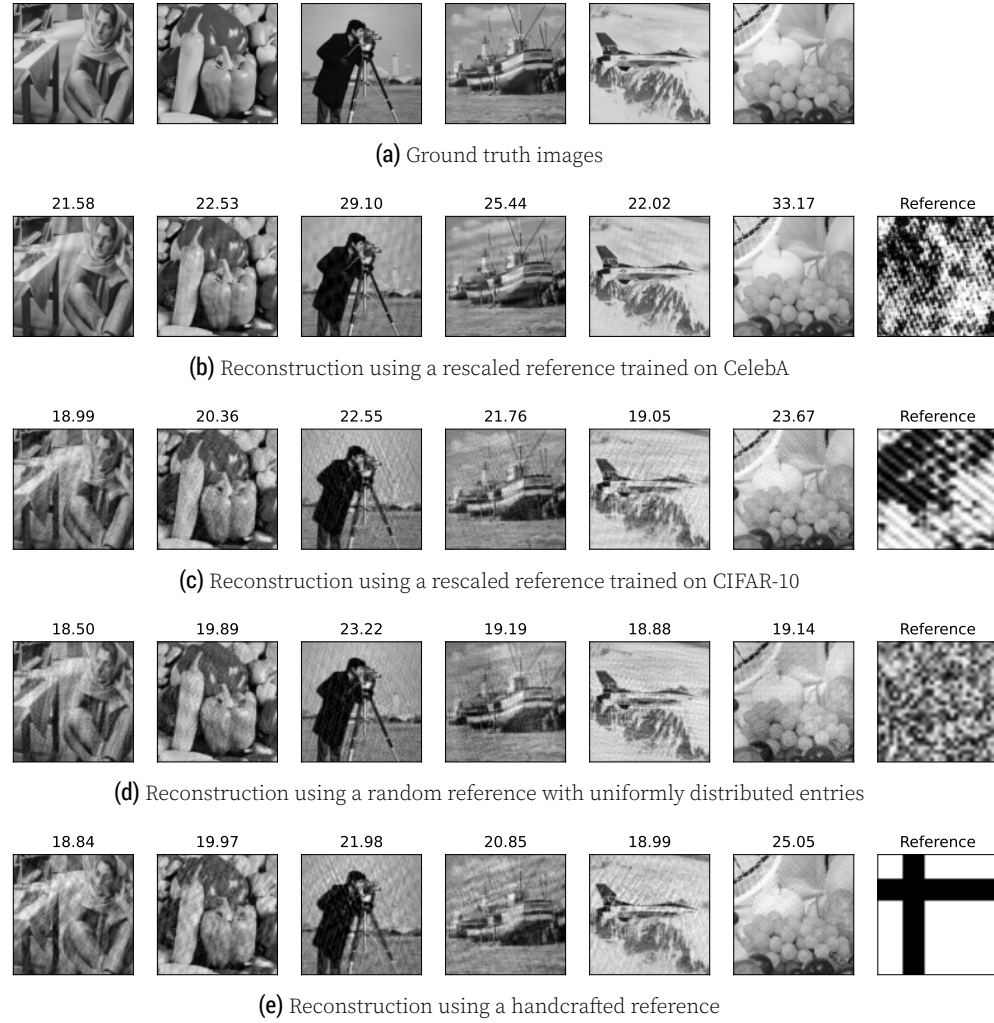 (a) Ground truth images
21.58 22.53 29.10 25.44 22.02 33.17 Reference
(b) Reconstruction using a rescaled reference trained on CelebA
18.99 20.36 22.55 21.76 19.05 23.67 Reference
(c) Reconstruction using a rescaled reference trained on CIFAR-10
18.50 19.89 23.22 19.19 18.88 19.14 Reference
(d) Reconstruction using a random reference with uniformly distributed entries
18.84 19.97 21.98 20.85 18.99 25.05 Reference
(e) Reconstruction using a handcrafted reference